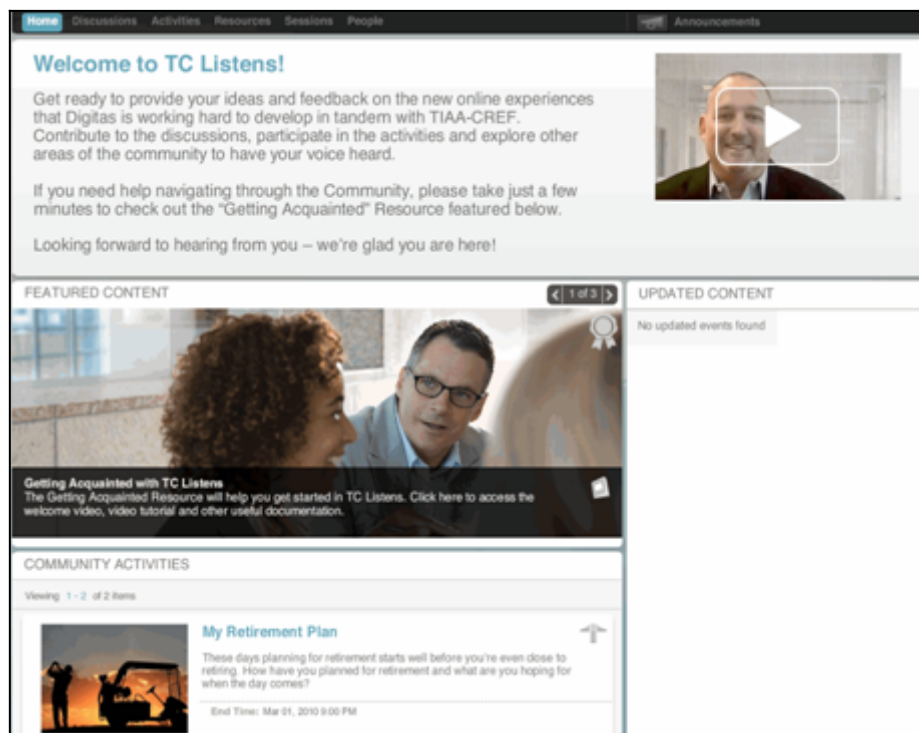 Home Discussions Activities Resources Sessions People
Announcements
Welcome to TC Listens!
Get ready to provide your ideas and feedback on the new online experiences
that Digitas is working hard to develop in tandem with TIAA-CREF.
Contribute to the discussions, participate in the activities and explore other
areas of the community to have your voice heard.
If you need help navigating through the Community, please take just a few
minutes to check out the “Getting Acquainted” Resource featured below.
Looking forward to hearing from you – we're glad you are here!
FEATURED CONTENT
1 of 3
UPDATED CONTENT
No updated events found
Getting Acquainted with TC Listens
The Getting Acquainted Resource will help you get started in TC Listens. Click here to access the
welcome video, video tutorial and other useful documentation.
COMMUNITY ACTIVITIES
Viewing 1 - 2 of 2 items
My Retirement Plan
These days planning for retirement starts well before you're even close to
retiring. How have you planned for retirement and what are you hoping for
when the day comes?
End Time: Mar 01, 2010 9:00 PM